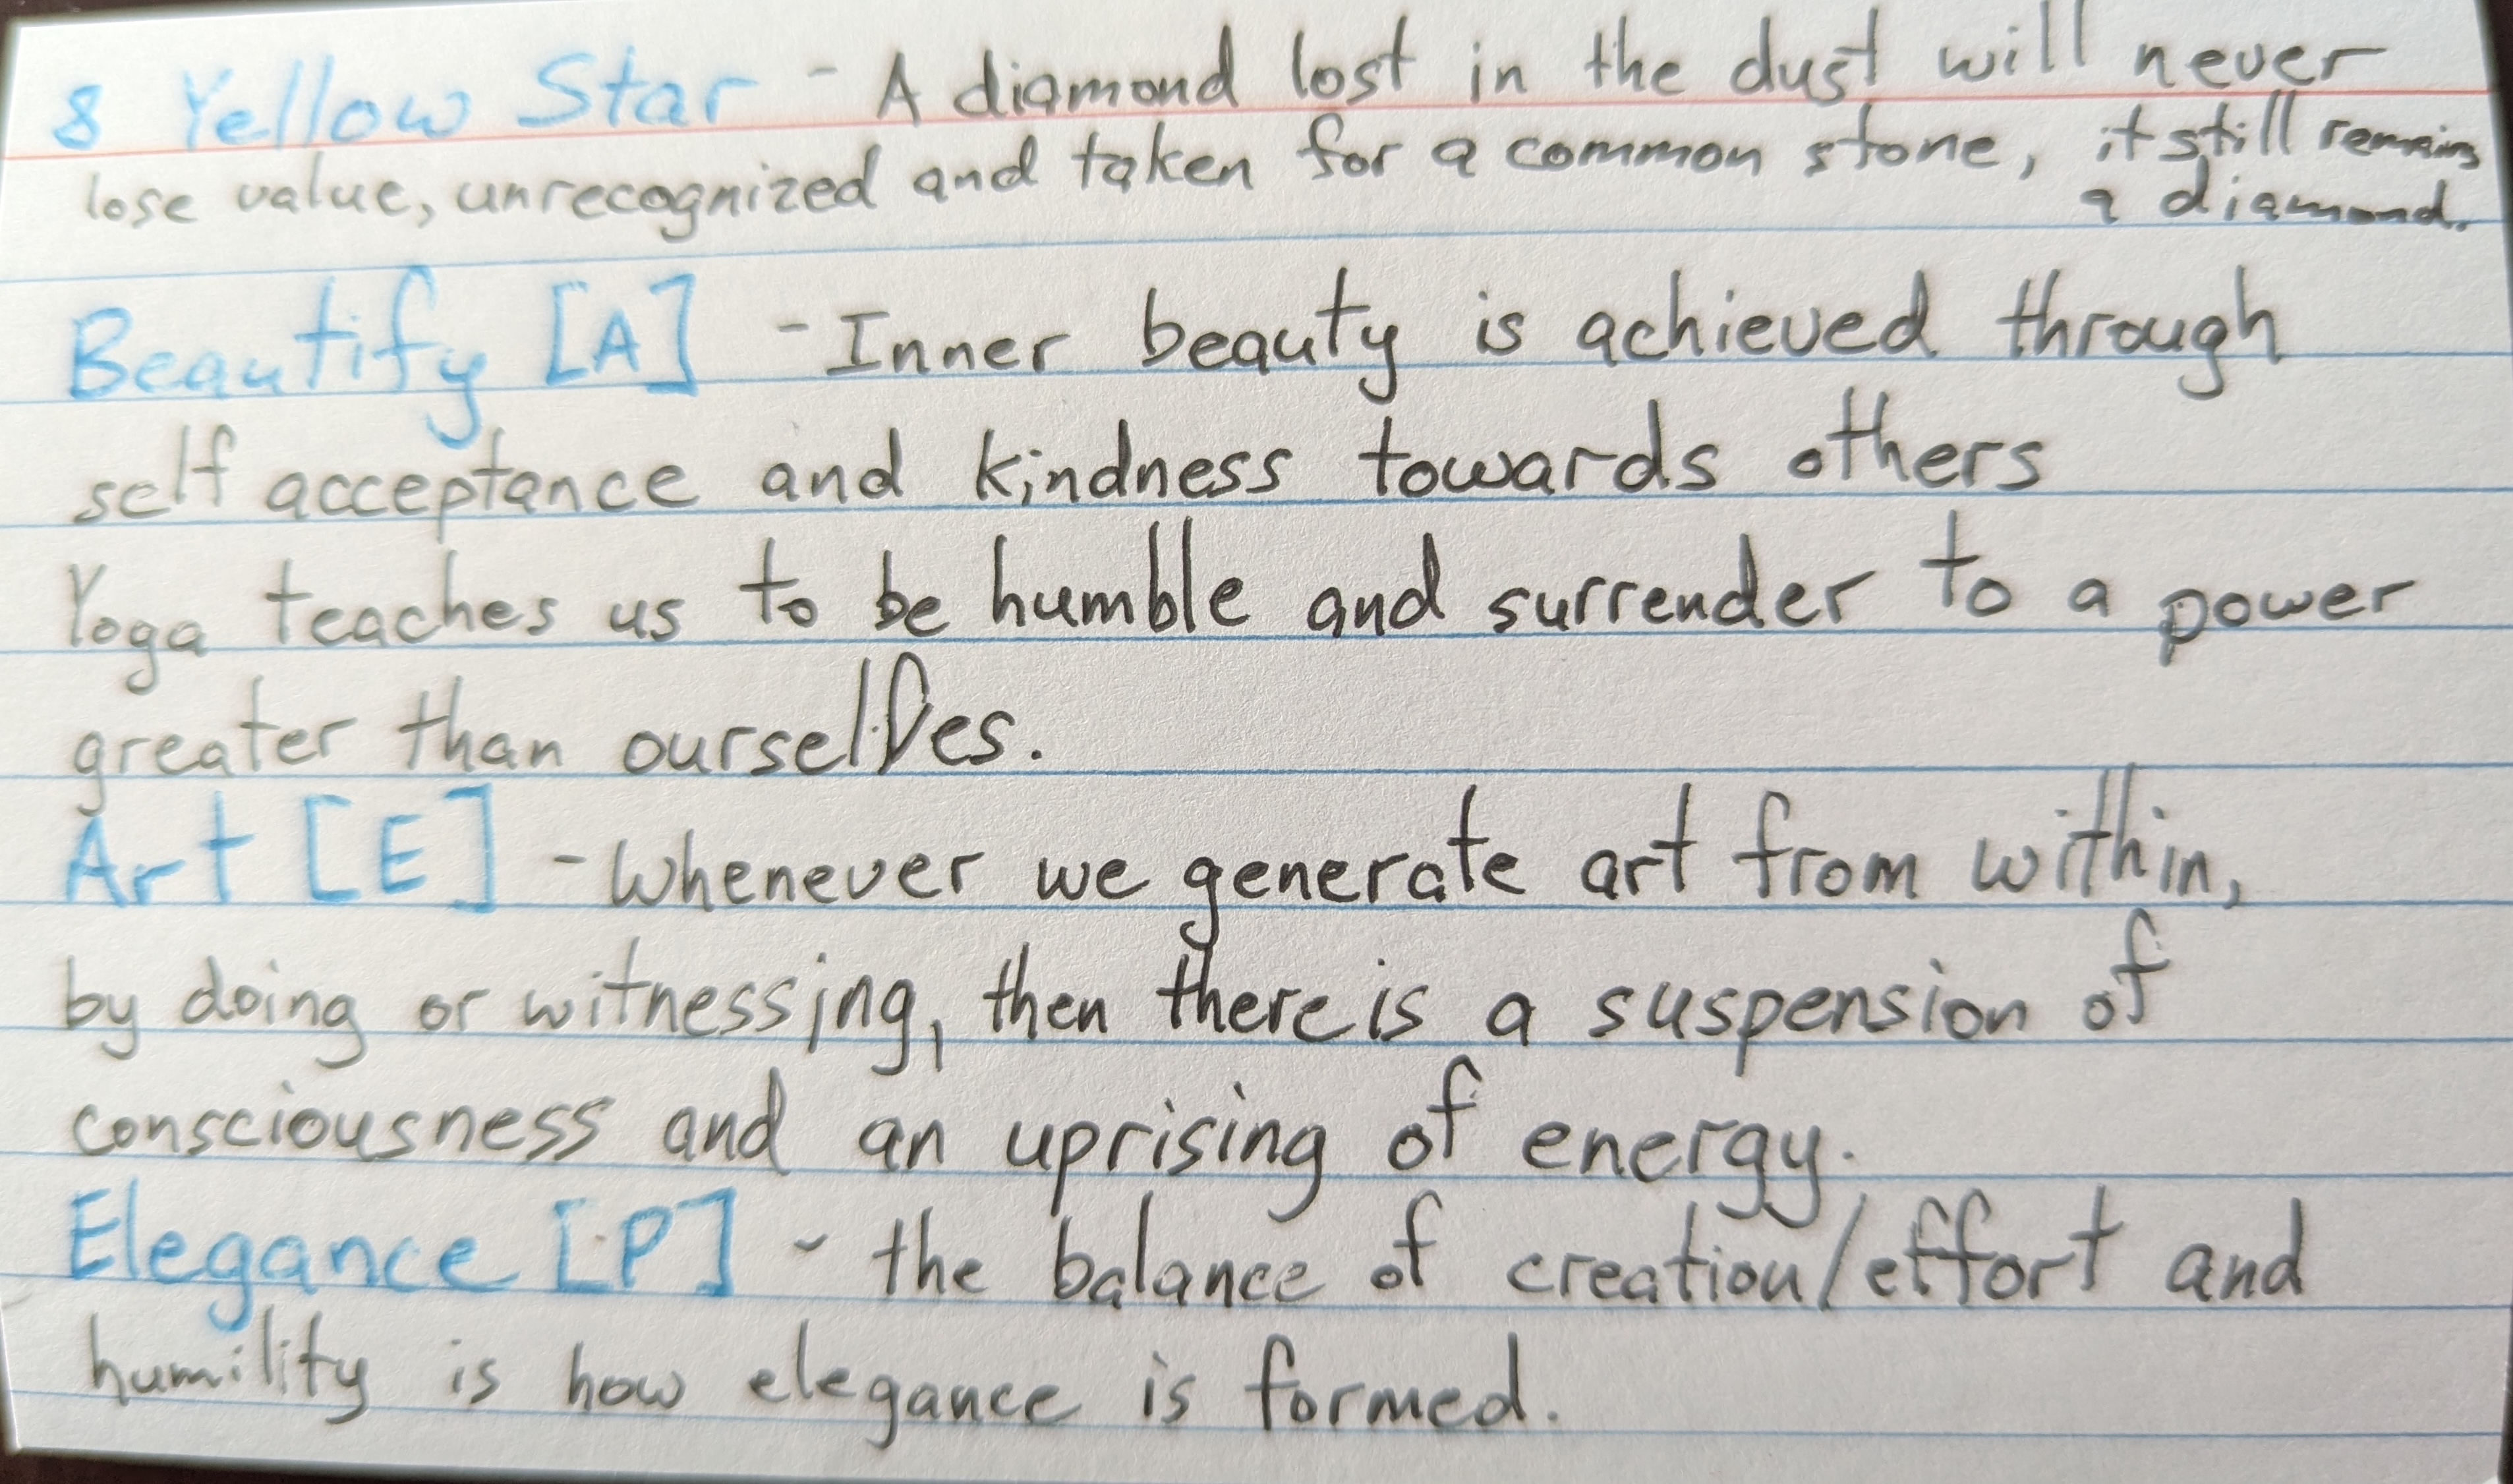 8 Yellow Star - A diamond lost in the dust will never
lose value, unrecognized and taken for a common stone, it still remains
a diamond.
Beautify [A] - Inner beauty is achieved through
self acceptance and kindness towards others
Yoga teaches us to be humble and surrender to a power
greater than ourselves.
Art [E] - Whenever we generate art from within,
by doing or witnessing, then there is a suspension of
consciousness and an uprising of energy.
Elegance [P] - the balance of creation/effort and
humility is how elegance is formed.